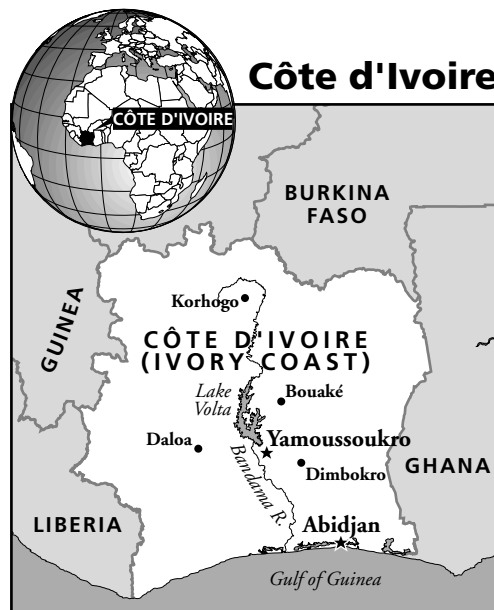 Côte d'Ivoire
CÔTE D'IVOIRE
BURKINA
FASO
GUINEA
Korhogo
CÔTE D'IVOIRE
(IVORY COAST)
Lake
Volta
Bouaké
Daloa
Yamoussoukro
Bandama R.
Dimbokro
GHANA
LIBERIA
Abidjan
Gulf of Guinea